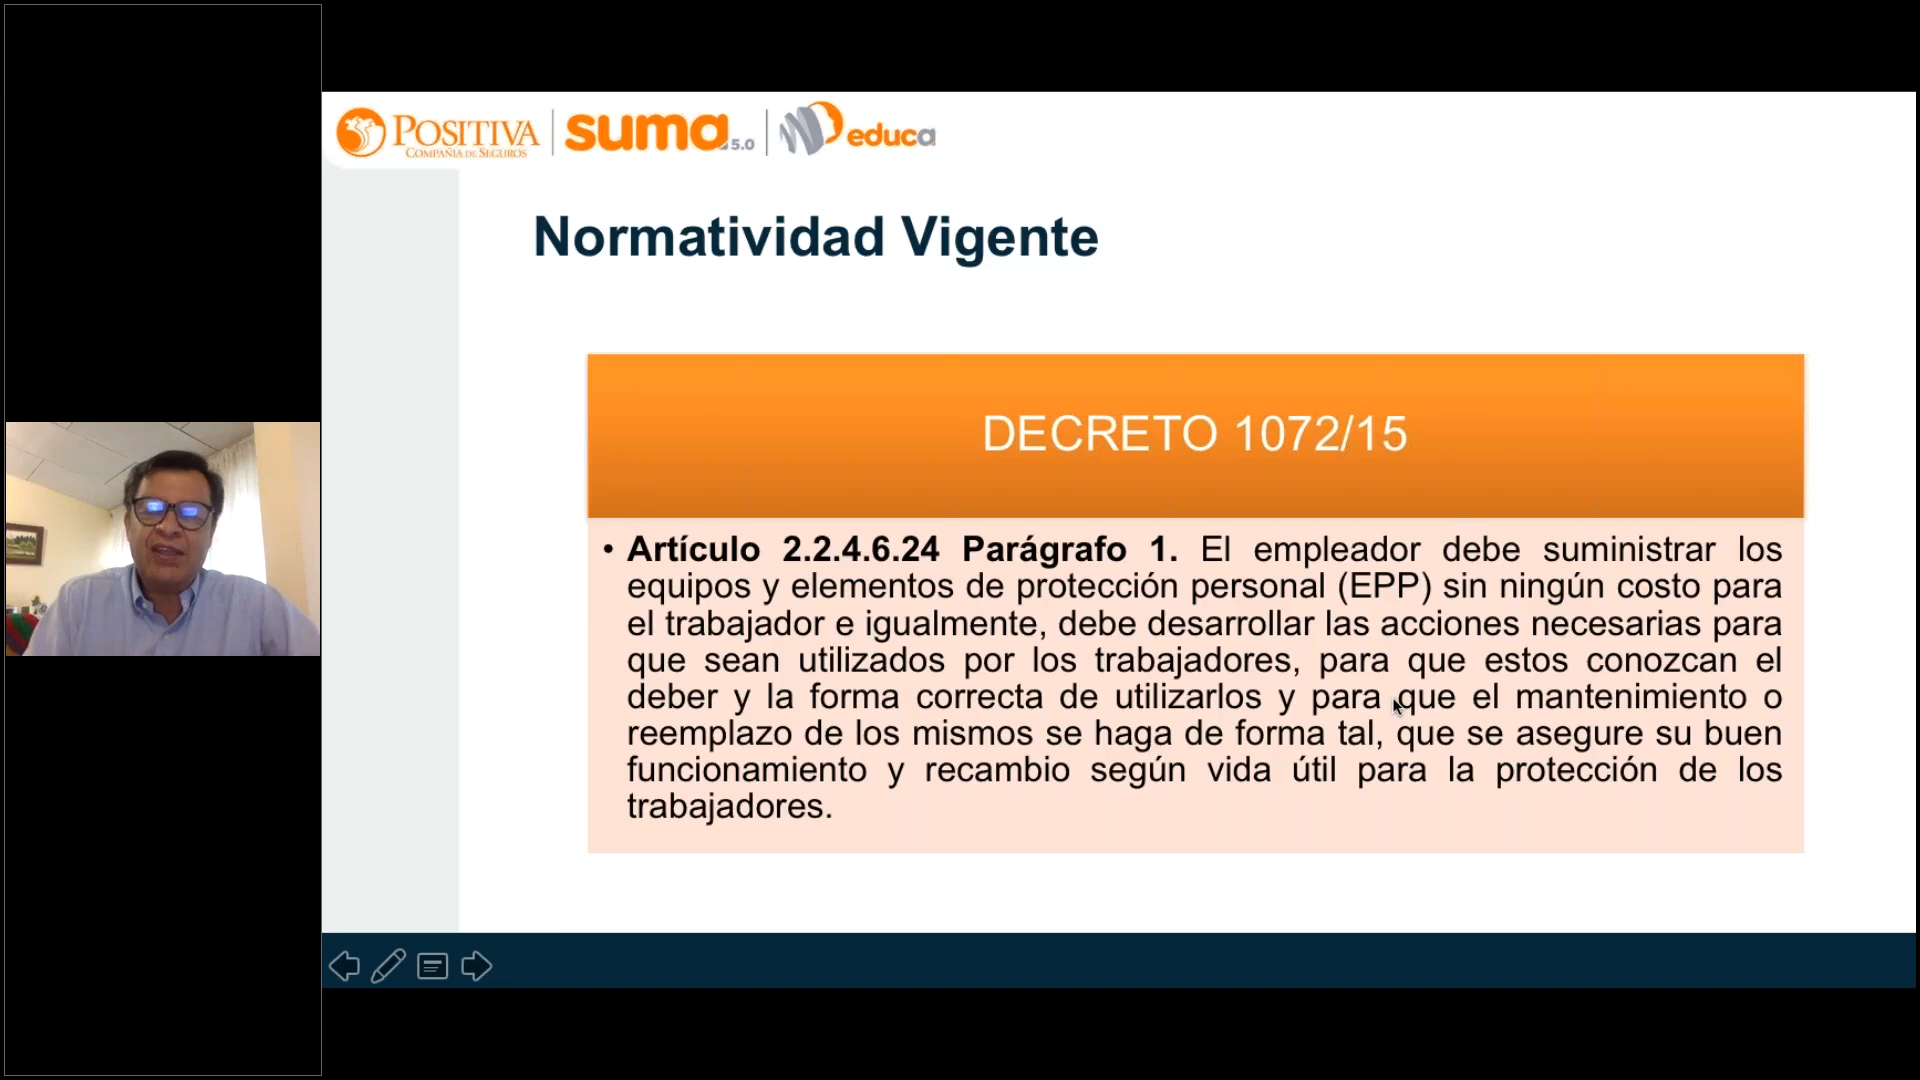 POSITIVA
COMPAÑIA DE SEGUROS
suma 5.0
educa
Normatividad Vigente
DECRETO 1072/15
• Artículo 2.2.4.6.24 Parágrafo 1. El empleador debe suministrar los
equipos y elementos de protección personal (EPP) sin ningún costo para
el trabajador e igualmente, debe desarrollar las acciones necesarias para
que sean utilizados por los trabajadores, para que estos conozcan el
deber y la forma correcta de utilizarlos y para que el mantenimiento o
reemplazo de los mismos se haga de forma tal, que se asegure su buen
funcionamiento y recambio según vida útil para la protección de los
trabajadores.